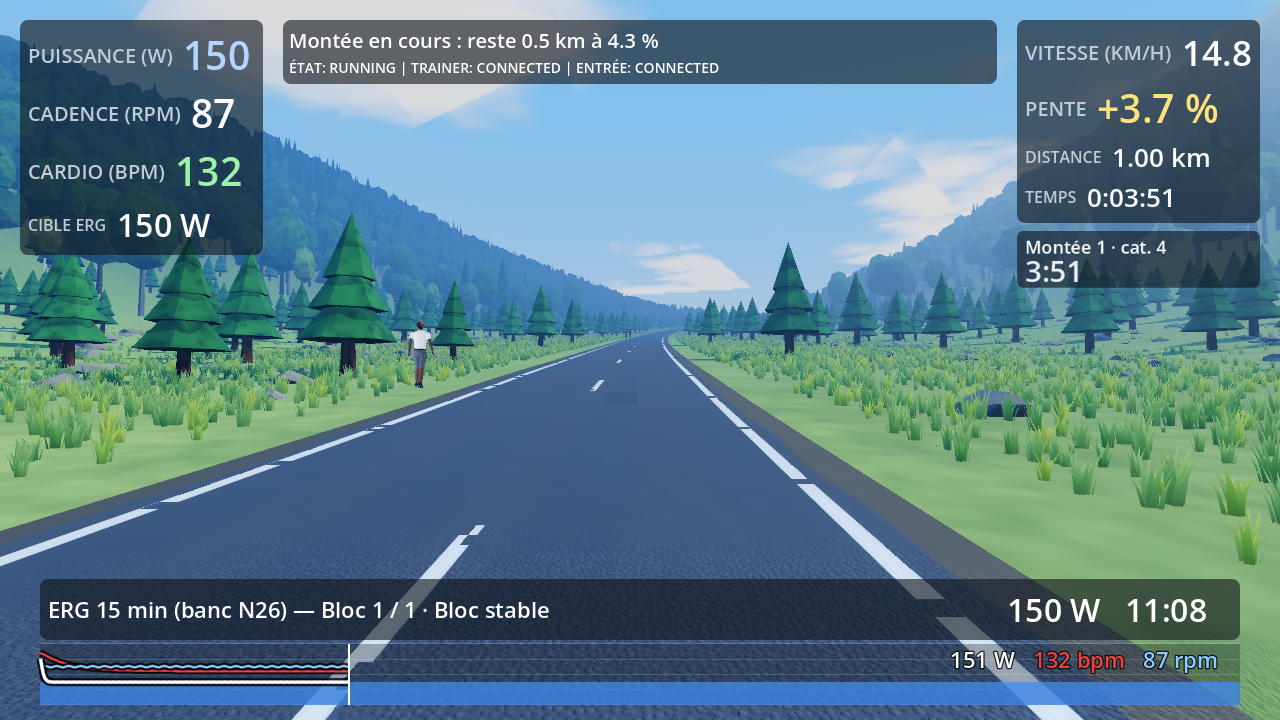 PUISSANCE (W) 150
CADENCE (RPM) 87
CARDIO (BPM) 132
CIBLE ERG 150 W
Montée en cours : reste 0.5 km à 4.3 %
ÉTAT: RUNNING | TRAINER: CONNECTED | ENTRÉE: CONNECTED
VITESSE (KM/H) 14.8
PENTE +3.7 %
DISTANCE 1.00 km
TEMPS 0:03:51
Montée 1 · cat. 4
3:51
ERG 15 min (banc N26) — Bloc 1 / 1 · Bloc stable 150 W 11:08
151 W 132 bpm 87 rpm